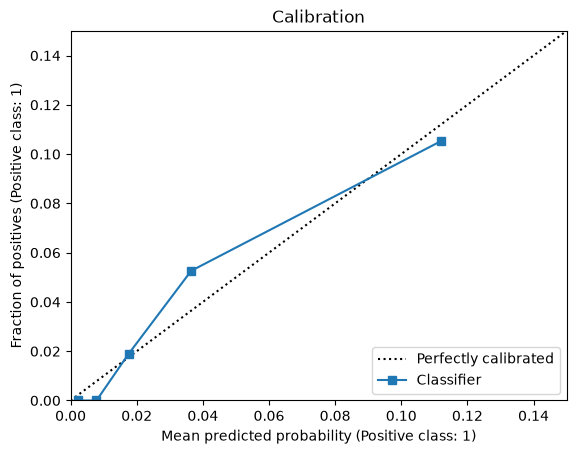 Calibration
Fraction of positives (Positive class: 1)
0.14
0.12
0.10
0.08
0.06
0.04
0.02
0.00
0.00 0.02 0.04 0.06 0.08 0.10 0.12 0.14
Mean predicted probability (Positive class: 1)
Perfectly calibrated
Classifier